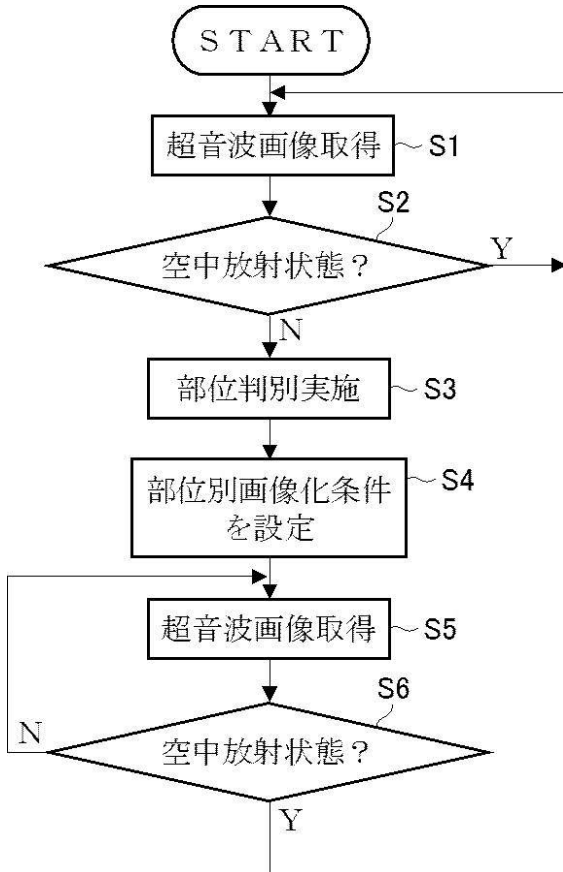 START
超音波画像取得
S1
S2
空中放射状態？
Y
N
部位判別実施
S3
部位別画像化条件
を設定
S4
超音波画像取得
S5
S6
空中放射状態？
N
Y